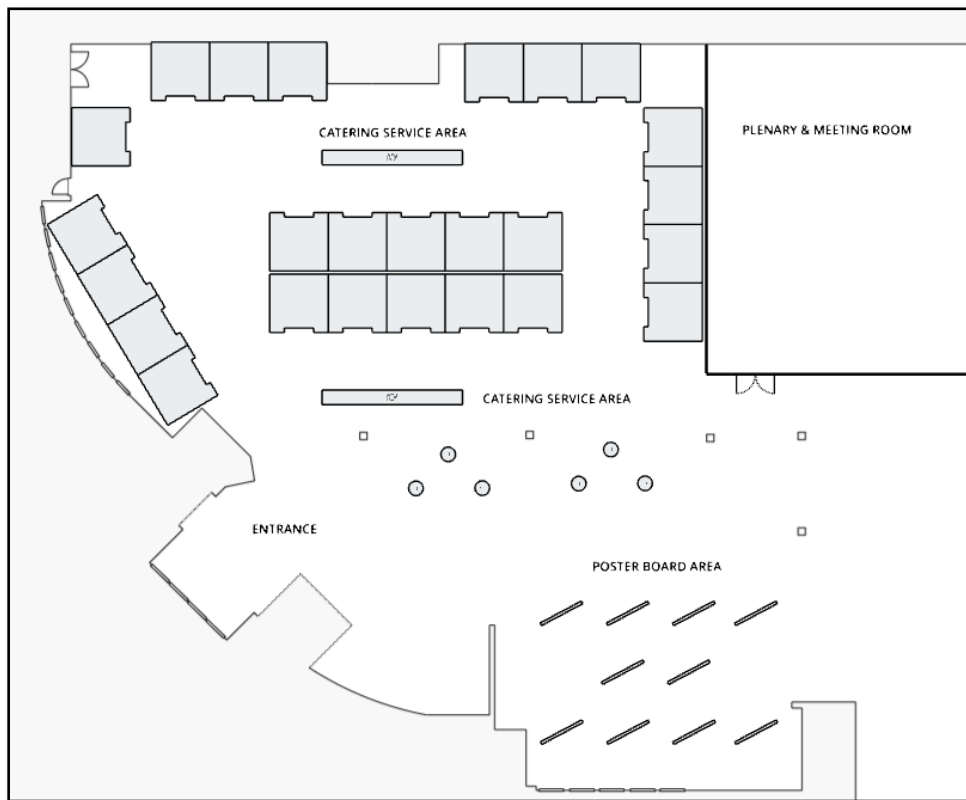 CATERING SERVICE AREA
PLENARY & MEETING ROOM
CATERING SERVICE AREA
ENTRANCE
POSTER BOARD AREA